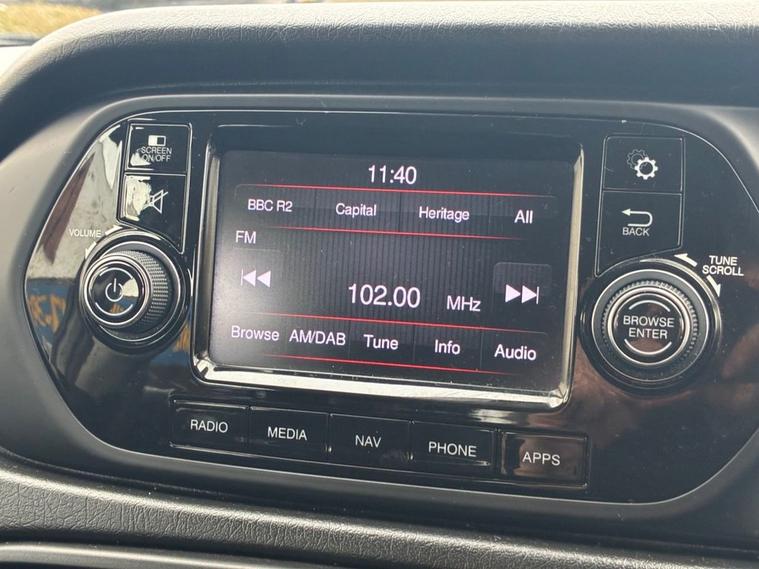 SCREEN
ON/OFF
VOLUME
11:40
BBC R2 Capital Heritage All
FM
102.00 MHz
Browse AM/DAB Tune Info Audio
BACK
TUNE
SCROLL
BROWSE
ENTER
RADIO MEDIA NAV PHONE APPS